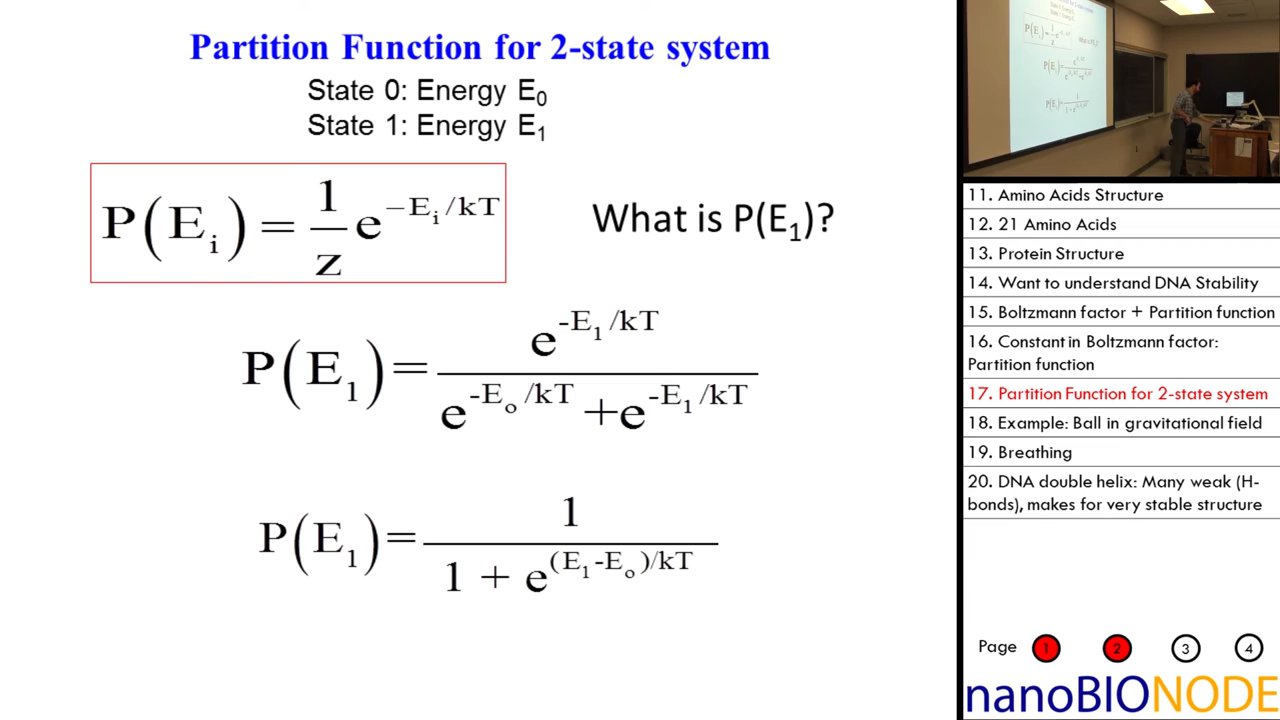 Partition Function for 2-state system
State 0: Energy E₀
State 1: Energy E₁
P(Eᵢ) = 1/z e^(−Eᵢ/kT)
What is P(E₁)?
P(E₁) = e^(-E₁/kT) / (e^(-Eₒ/kT) + e^(-E₁/kT))
P(E₁) = 1 / (1 + e^((E₁-Eₒ)/kT))
11. Amino Acids Structure
12. 21 Amino Acids
13. Protein Structure
14. Want to understand DNA Stability
15. Boltzmann factor + Partition function
16. Constant in Boltzmann factor:
Partition function
17. Partition Function for 2-state system
18. Example: Ball in gravitational field
19. Breathing
20. DNA double helix: Many weak (H-
bonds), makes for very stable structure
Page 1 2 3 4
nanoBIONODE